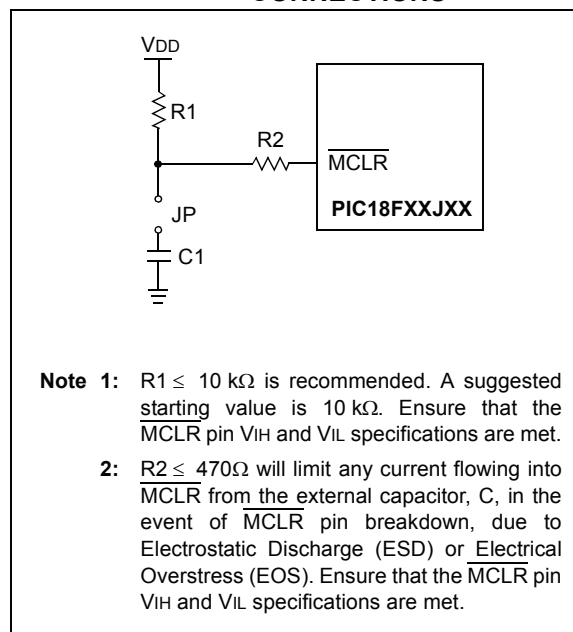 VDD
R1
R2
MCLR
PIC18FXXJXX
JP
C1
Note 1: R1 ≤ 10 kΩ is recommended. A suggested
starting value is 10 kΩ. Ensure that the
MCLR pin VIH and VIL specifications are met.
2: R2 ≤ 470Ω will limit any current flowing into
MCLR from the external capacitor, C, in the
event of MCLR pin breakdown, due to
Electrostatic Discharge (ESD) or Electrical
Overstress (EOS). Ensure that the MCLR pin
VIH and VIL specifications are met.